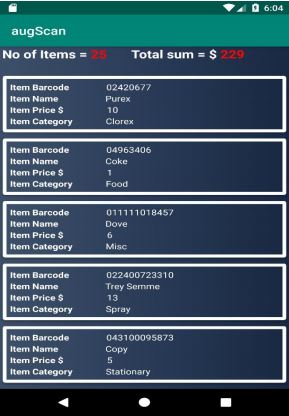 6:04
augScan
No of Items = 25 Total sum = $ 229
Item Barcode 02420677
Item Name Purex
Item Price $ 10
Item Category Clorex
Item Barcode 04963406
Item Name Coke
Item Price $ 1
Item Category Food
Item Barcode 011111018457
Item Name Dove
Item Price $ 6
Item Category Misc
Item Barcode 022400723310
Item Name Trey Semme
Item Price $ 13
Item Category Spray
Item Barcode 043100095873
Item Name Copy
Item Price $ 5
Item Category Stationary